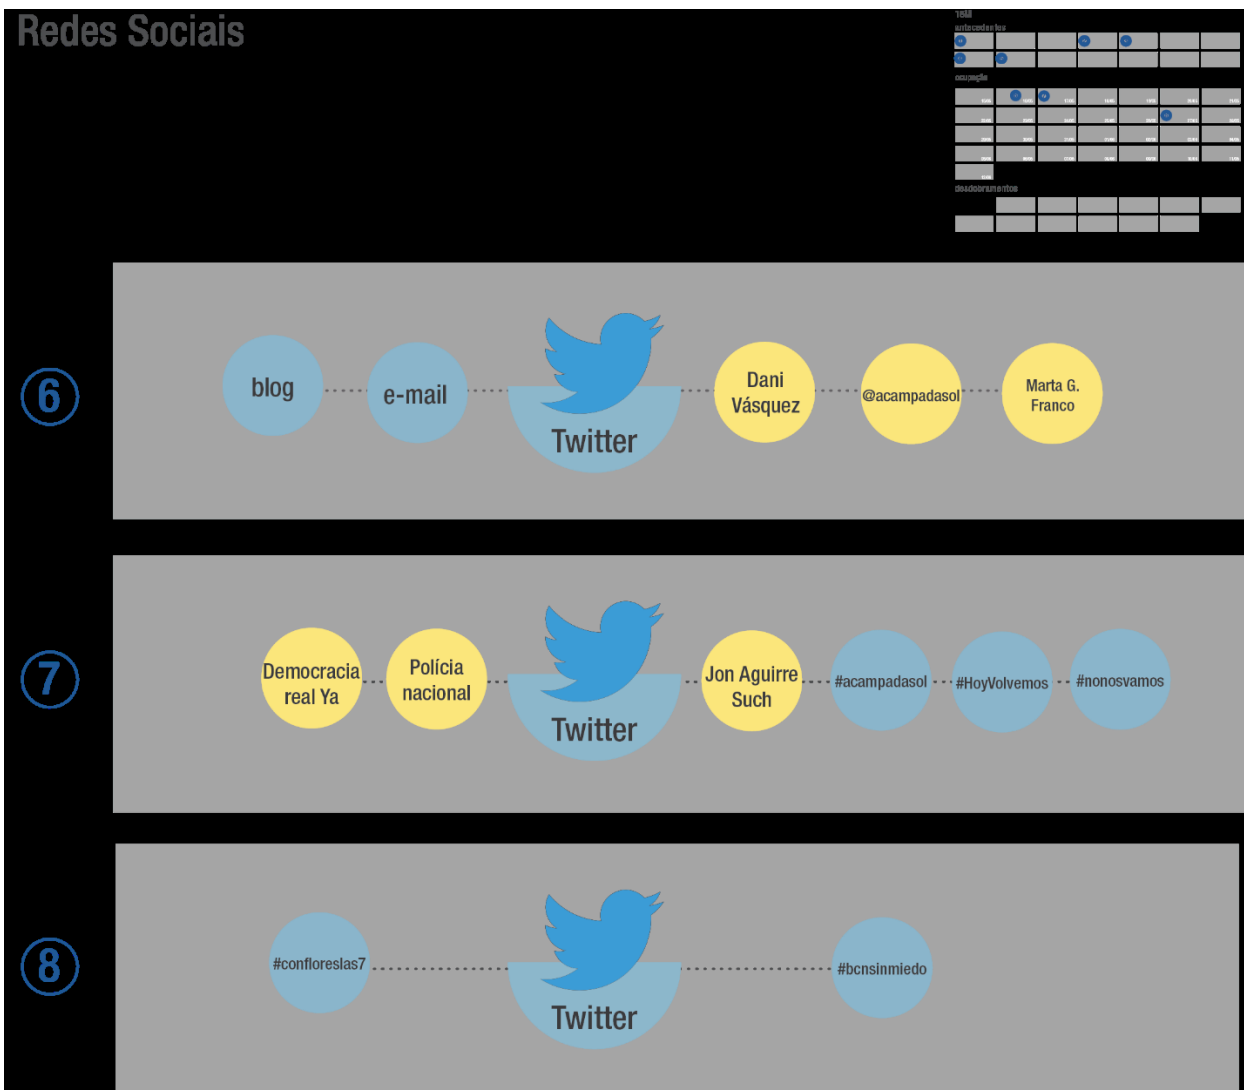 Redes Sociais
15M
antecedentes
ocupação
desdobramentos
6
blog
e-mail
Twitter
Dani
Vásquez
@acampadasol
Marta G.
Franco
7
Democracia
real Ya
Polícia
nacional
Twitter
Jon Aguirre
Such
#acampadasol
#HoyVolvemos
#nonosvamos
8
#confloreslas7
Twitter
#bcnsinmiedo